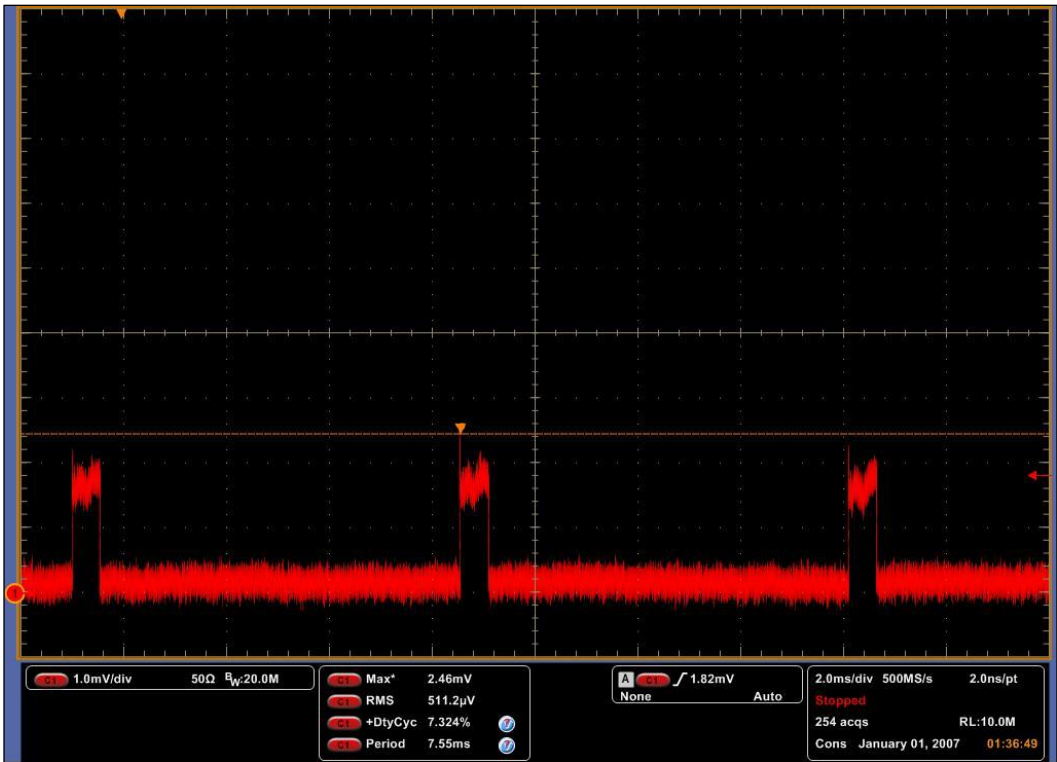 1
C1 1.0mV/div 50Ω BW:20.0M
C1 Max* 2.46mV
C1 RMS 511.2µV
C1 +DtyCyc 7.324%
C1 Period 7.55ms
A C1 1.82mV
None Auto
2.0ms/div 500MS/s 2.0ns/pt
Stopped
254 acqs RL:10.0M
Cons January 01, 2007 01:36:49